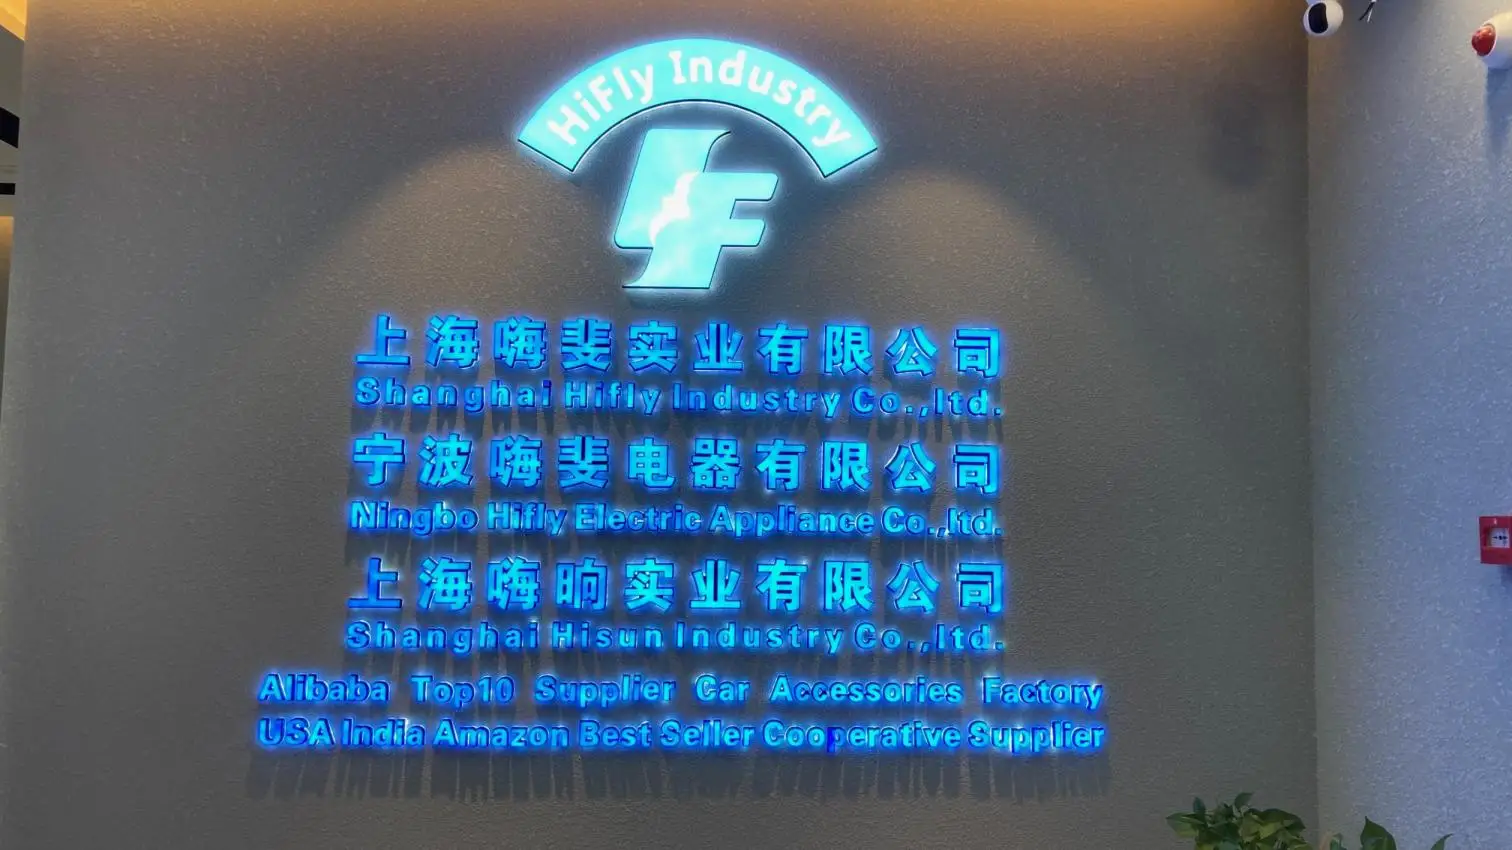 HiFly Industry
上海嗨斐实业有限公司
Shanghai Hifly Industry Co.,ltd.
宁波嗨斐电器有限公司
Ningbo Hifly Electric Appliance Co.,ltd.
上海嗨晌实业有限公司
Shanghai Hisun Industry Co.,ltd.
Alibaba Top10 Supplier Car Accessories Factory
USA India Amazon Best Seller Cooperative Supplier